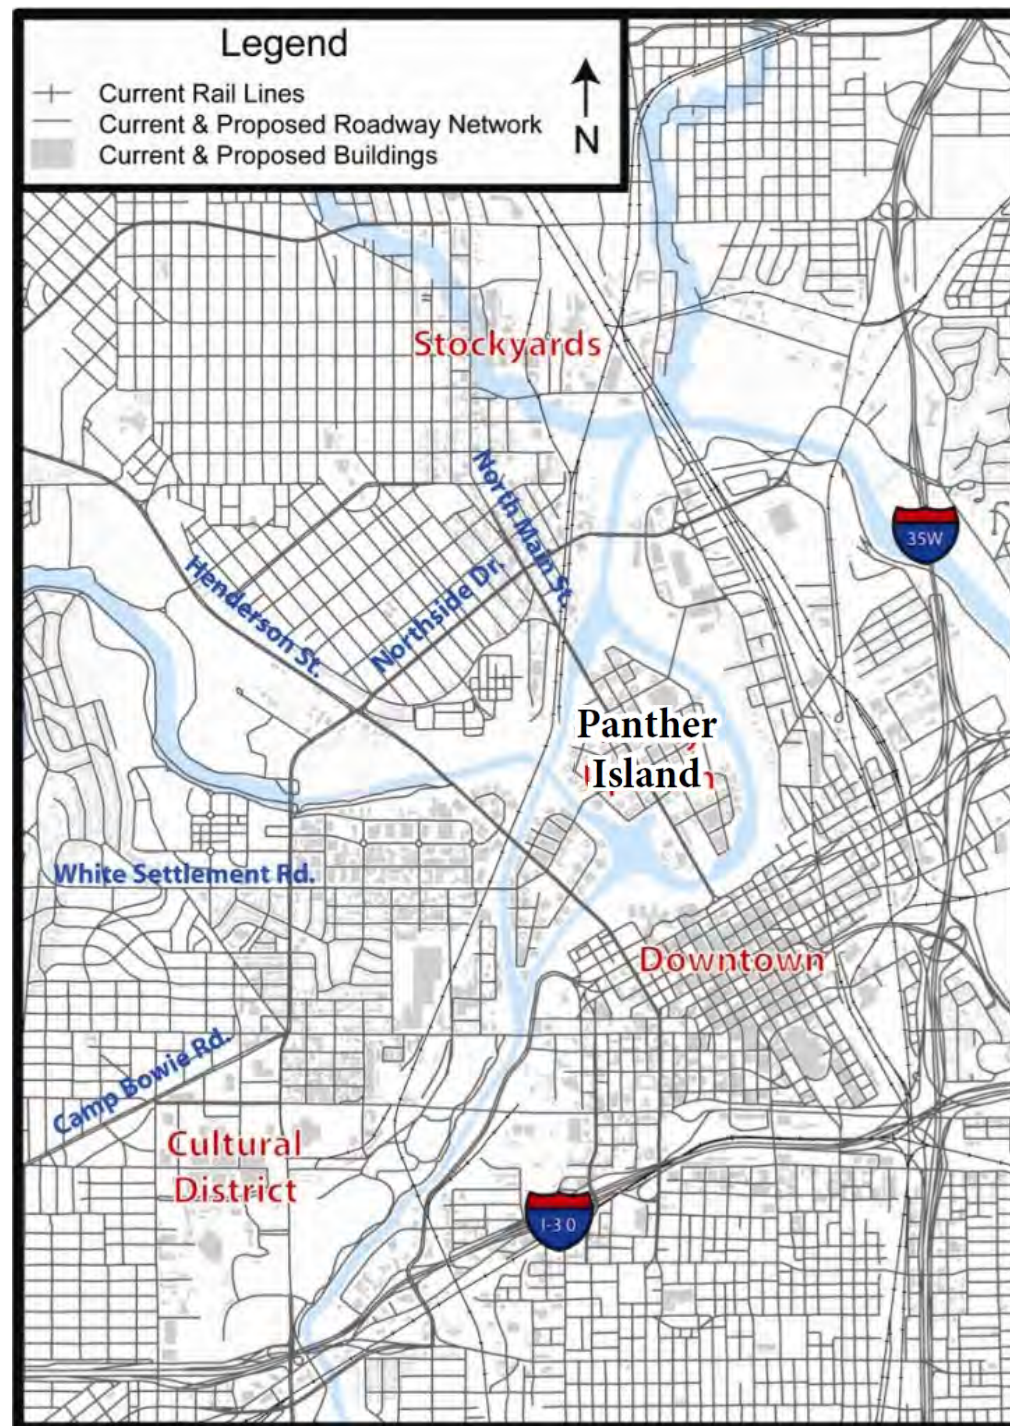 Legend
Current Rail Lines
Current & Proposed Roadway Network
Current & Proposed Buildings
N
Stockyards
North Main St.
35W
Henderson St.
Northside Dr.
Panther
Island
White Settlement Rd.
Downtown
Camp Bowie Rd.
Cultural
District
I-30